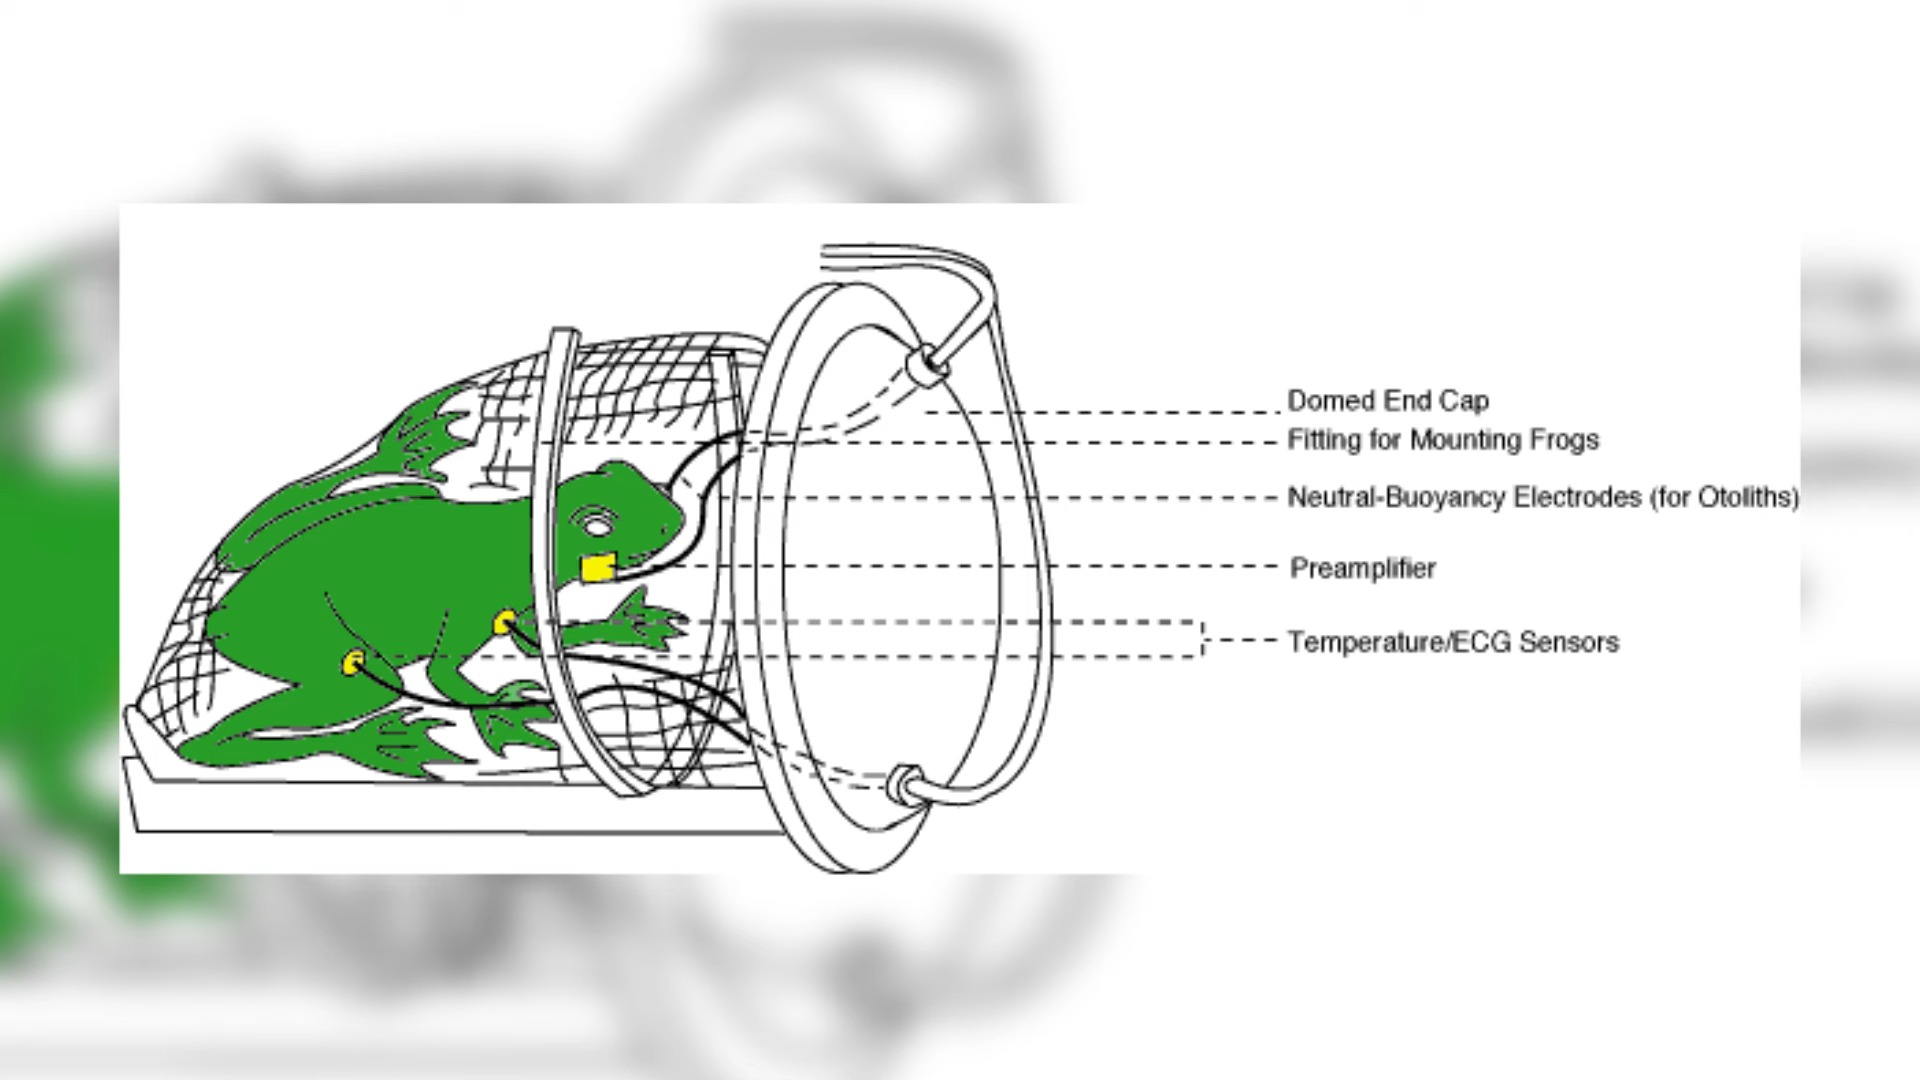 Domed End Cap
Fitting for Mounting Frogs
Neutral-Buoyancy Electrodes (for Otoliths)
Preamplifier
Temperature/ECG Sensors